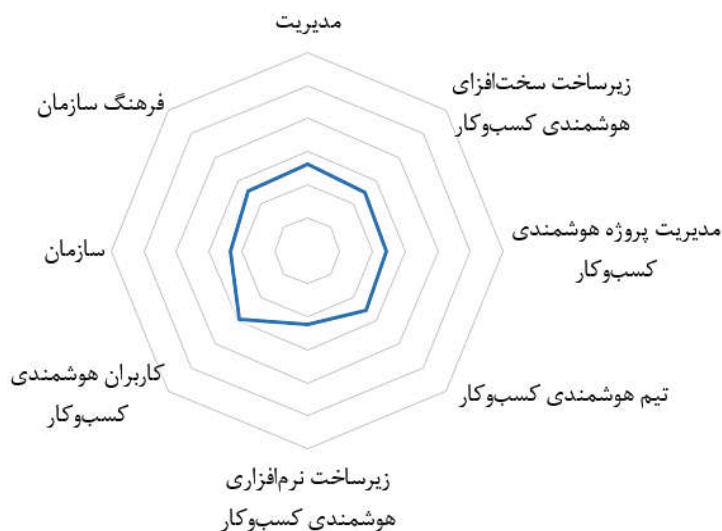 مدیریت
زیرساخت سخت‌افزای
هوشمندی کسب‌وکار
مدیریت پروژه هوشمندی
کسب‌وکار
تیم هوشمندی کسب‌وکار
زیرساخت نرم‌افزاری
هوشمندی کسب‌وکار
کاربران هوشمندی
کسب‌وکار
سازمان
فرهنگ سازمان